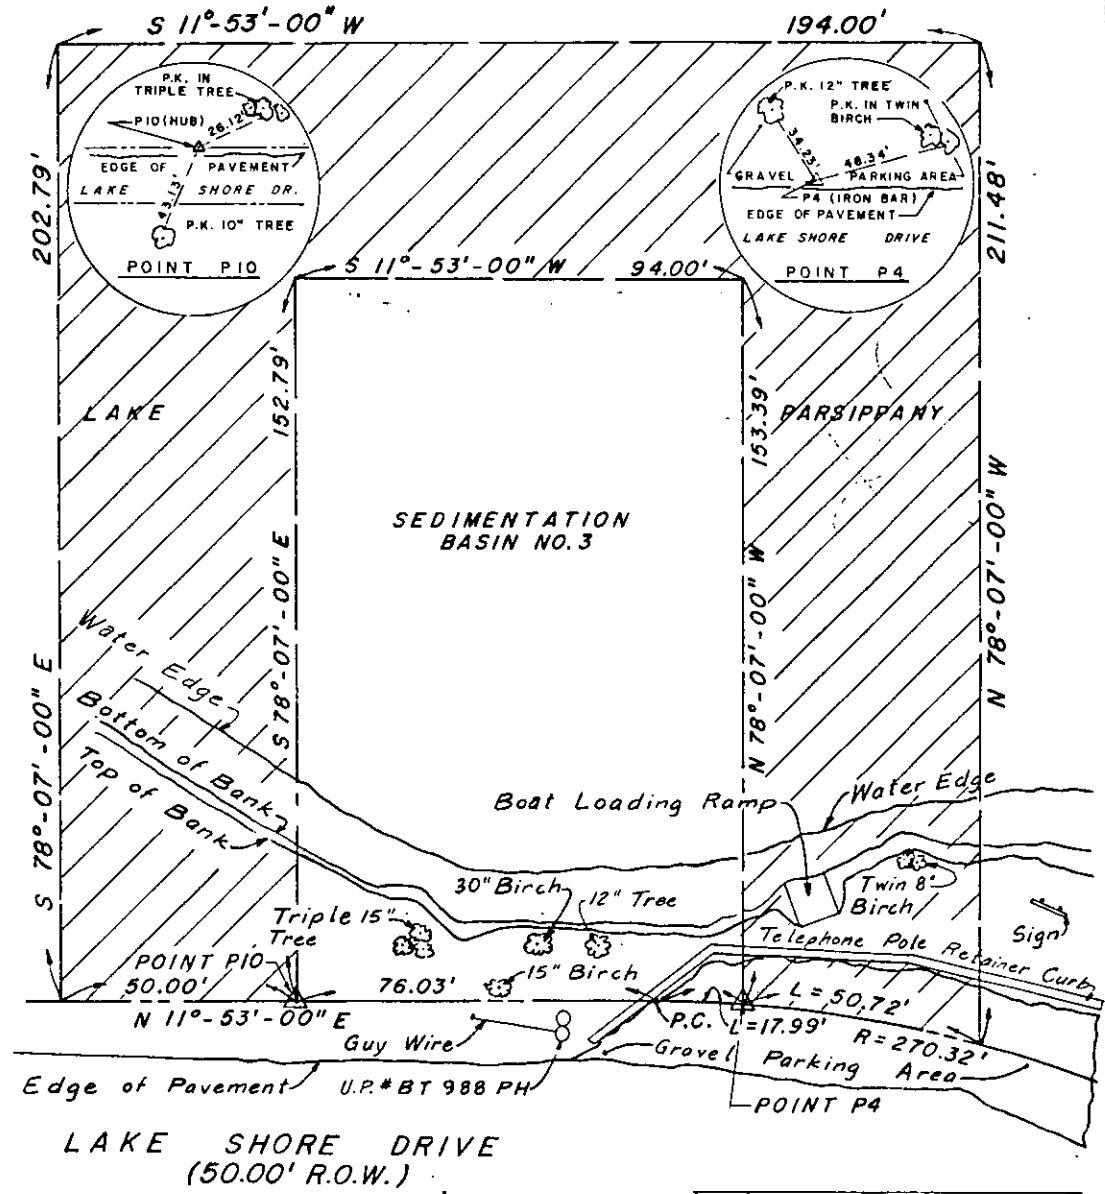 S 11°-53'-00" W
194.00'
P.K. IN
TRIPLE TREE
P10 (HUB)
26.12'
EDGE OF PAVEMENT
LAKE SHORE DR.
43.13'
P.K. 10" TREE
POINT P10
P.K. 12" TREE
P.K. IN TWIN
BIRCH
34.23'
48.34'
GRAVEL PARKING AREA
P4 (IRON BAR)
EDGE OF PAVEMENT
LAKE SHORE DRIVE
POINT P4
202.79'
211.48'
S 11°-53'-00" W
94.00'
152.79'
153.39'
LAKE PARSIPPANY
SEDIMENTATION
BASIN NO. 3
S 78°-07'-00" E
S 78°-07'-00" E
N 78°-07'-00" W
N 78°-07'-00" W
Water Edge
Bottom of Bank
Top of Bank
Boat Loading Ramp
Water Edge
30" Birch
12" Tree
Twin 8"
Birch
Triple 15"
Tree
Sign
Telephone Pole Retainer Curb
POINT P10
15" Birch
50.00'
76.03'
L = 50.72'
N 11°-53'-00" E
P.C.
L = 17.99'
R = 270.32'
Guy Wire
Gravel Parking Area
Edge of Pavement
U.P. # BT 988 PH
POINT P4
LAKE SHORE DRIVE
(50.00' R.O.W.)